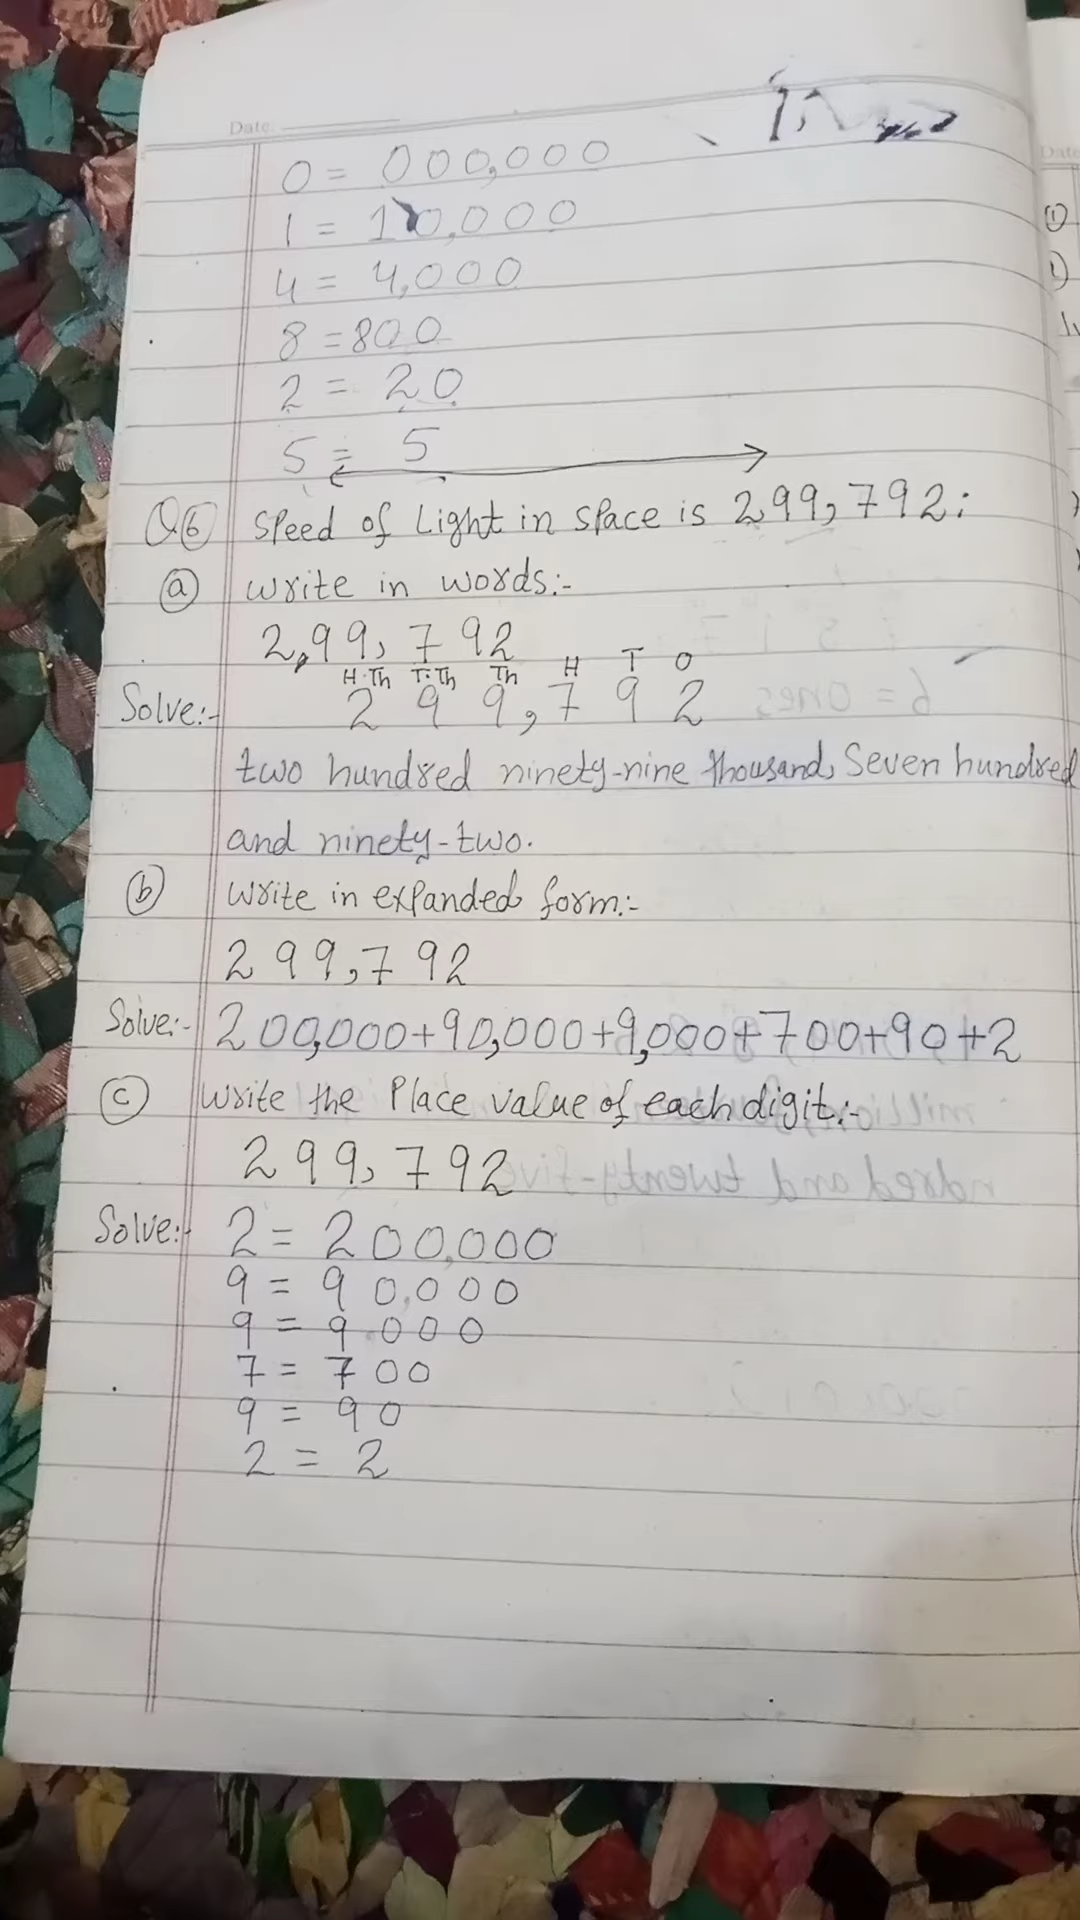 Date
0 = 000,000
1 = 10,000
4 = 4,000
8 = 800
2 = 20
5 = 5
Q.6 Speed of Light in space is 299,792:
(a) write in words:-
2,99,792
H.Th T.Th Th H T O
Solve:- 2 9 9,7 9 2
two hundred ninety-nine thousand, Seven hundred
and ninety-two.
(b) write in expanded form:-
299,792
Solve:- 200,000+90,000+9,000+700+90+2
(c) write the Place value of each digit:-
299,792
Solve:- 2 = 200,000
9 = 90,000
9 = 9,000
7 = 700
9 = 90
2 = 2
Date